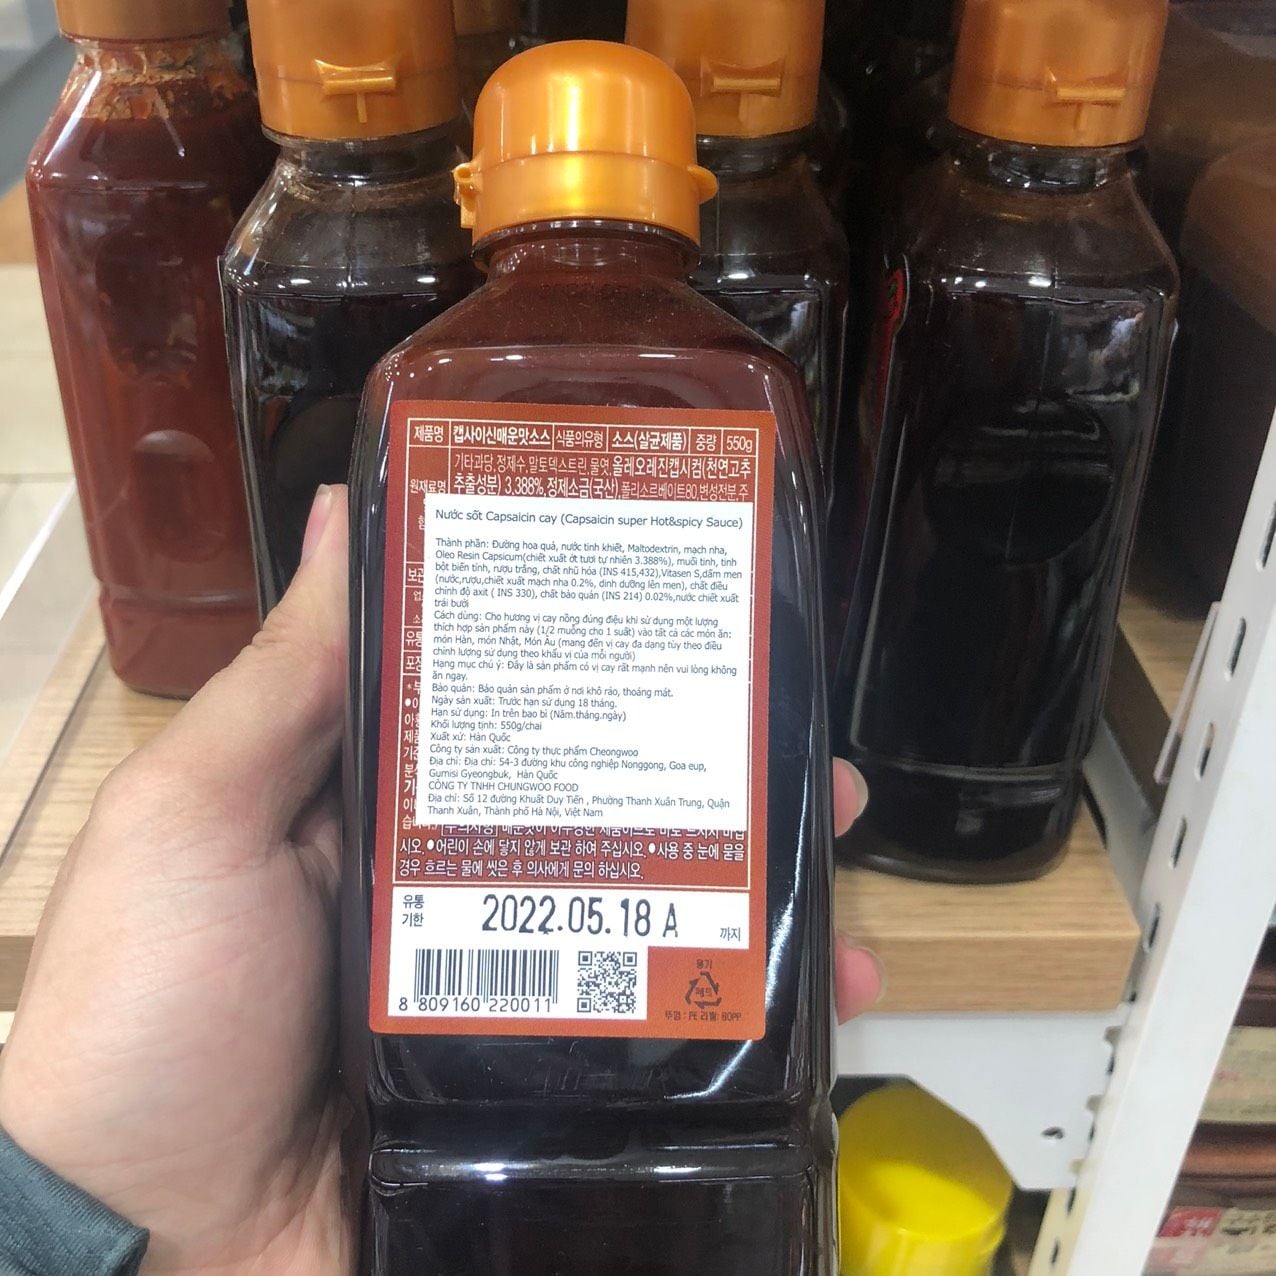 제품명 캡사이신매운맛소스 식품의유형 소스(살균제품) 중량 550g
기타과당,정제수,말토덱스트린,물엿,올레오레진캡시컴(천연고추
원재료명 추출성분) 3.388%,정제소금(국산),폴리소르베이트80,변성전분,주
Nước sốt Capsaicin cay (Capsaicin super Hot&spicy Sauce)
Thành phần: Đường hoa quả, nước tinh khiết, Maltodextrin, mạch nha,
Oleo Resin Capsicum(chiết xuất ớt tươi tự nhiên 3.388%), muối tinh, tinh
bột biến tính, rượu trắng, chất nhũ hóa (INS 415,432),Vitasen S,dấm men
(nước,rượu,chiết xuất mạch nha 0.2%, dinh dưỡng lên men), chất điều
chỉnh độ axit ( INS 330), chất bảo quản (INS 214) 0.02%,nước chiết xuất
trái bưởi
Cách dùng: Cho hương vị cay nồng đúng điệu khi sử dụng một lượng
thích hợp sản phẩm này (1/2 muỗng cho 1 suất) vào tất cả các món ăn:
món Hàn, món Nhật, Món Âu (mang đến vị cay đa dạng tùy theo điều
chỉnh lượng sử dụng theo khẩu vị của mỗi người)
Hạng mục chú ý: Đây là sản phẩm có vị cay rất mạnh nên vui lòng không
ăn ngay.
Bảo quản: Bảo quản sản phẩm ở nơi khô ráo, thoáng mát.
Ngày sản xuất: Trước hạn sử dụng 18 tháng.
Hạn sử dụng: In trên bao bì (Năm.tháng.ngày)
Khối lượng tịnh: 550g/chai
Xuất xứ: Hàn Quốc
Công ty sản xuất: Công ty thực phẩm Cheongwoo
Địa chỉ: Địa chỉ: 54-3 đường khu công nghiệp Nonggong, Goa eup,
Gumisi Gyeongbuk, Hàn Quốc
CÔNG TY TNHH CHUNGWOO FOOD
Địa chỉ: Số 12 đường Khuất Duy Tiến , Phường Thanh Xuân Trung, Quận
Thanh Xuân, Thành phố Hà Nội, Việt Nam
시오. ●어린이 손에 닿지 않게 보관 하여 주십시오. ●사용 중 눈에 묻을
경우 흐르는 물에 씻은 후 의사에게 문의 하십시오.
유통
기한 2022.05.18 A 까지
8 809160 220011
용기
페트
뚜껑 : PE 라벨: BOPP